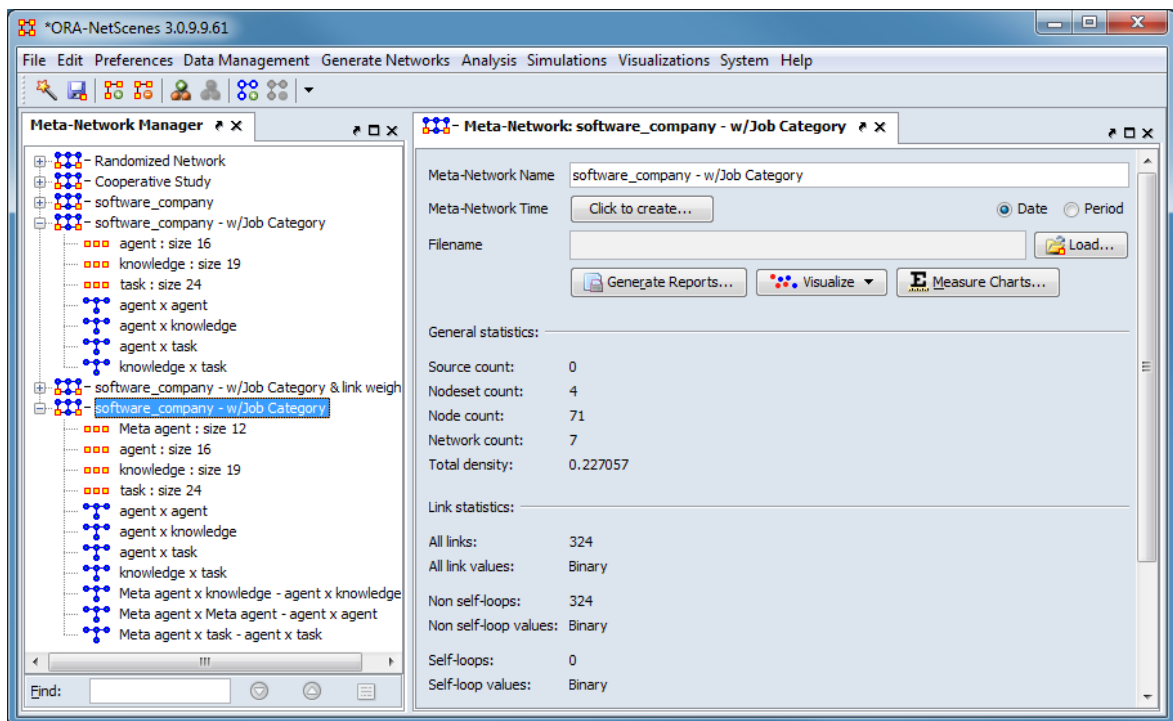 *ORA-NetScenes 3.0.9.9.61
File Edit Preferences Data Management Generate Networks Analysis Simulations Visualizations System Help
Meta-Network Manager
- Randomized Network
- Cooperative Study
- software_company
- software_company - w/Job Category
agent : size 16
knowledge : size 19
task : size 24
agent x agent
agent x knowledge
agent x task
knowledge x task
- software_company - w/Job Category & link weigh
- software_company - w/Job Category
Meta agent : size 12
agent : size 16
knowledge : size 19
task : size 24
agent x agent
agent x knowledge
agent x task
knowledge x task
Meta agent x knowledge - agent x knowledge
Meta agent x Meta agent - agent x agent
Meta agent x task - agent x task
Find:
- Meta-Network: software_company - w/Job Category
Meta-Network Name software_company - w/Job Category
Meta-Network Time Click to create... Date Period
Filename Load...
Generate Reports... Visualize Measure Charts...
General statistics:
Source count: 0
Nodeset count: 4
Node count: 71
Network count: 7
Total density: 0.227057
Link statistics:
All links: 324
All link values: Binary
Non self-loops: 324
Non self-loop values: Binary
Self-loops: 0
Self-loop values: Binary